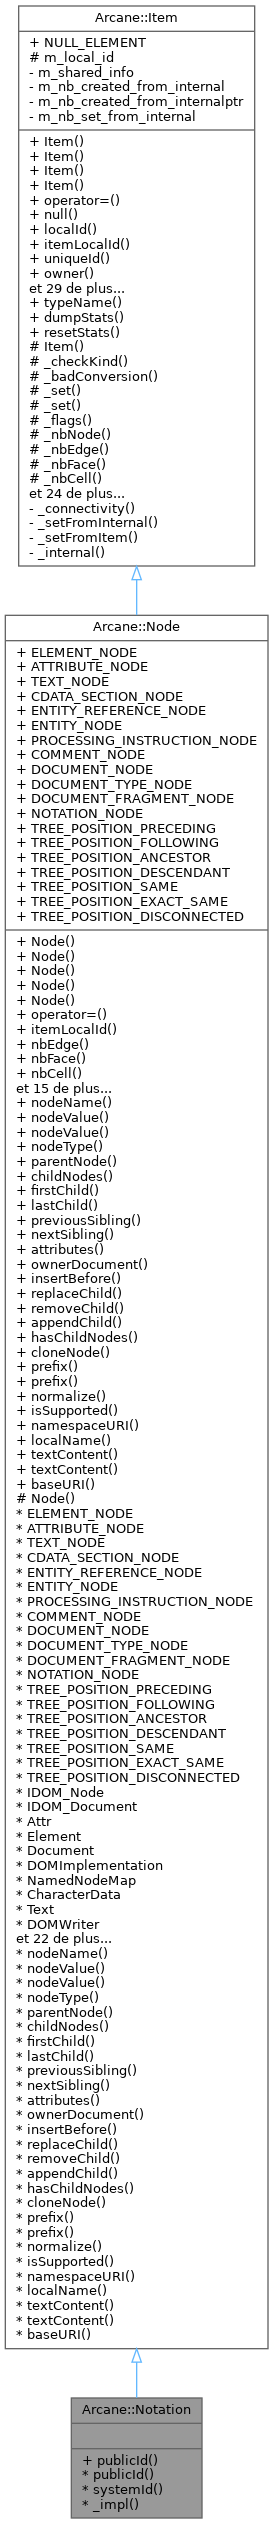 Arcane::Item
+ NULL_ELEMENT
# m_local_id
- m_shared_info
- m_nb_created_from_internal
- m_nb_created_from_internalptr
- m_nb_set_from_internal
+ Item()
+ Item()
+ Item()
+ Item()
+ operator=()
+ null()
+ localId()
+ itemLocalId()
+ uniqueId()
+ owner()
et 29 de plus...
+ typeName()
+ dumpStats()
+ resetStats()
# Item()
# _checkKind()
# _badConversion()
# _set()
# _set()
# _flags()
# _nbNode()
# _nbEdge()
# _nbFace()
# _nbCell()
et 24 de plus...
- _connectivity()
- _setFromInternal()
- _setFromItem()
- _internal()
Arcane::Node
+ ELEMENT_NODE
+ ATTRIBUTE_NODE
+ TEXT_NODE
+ CDATA_SECTION_NODE
+ ENTITY_REFERENCE_NODE
+ ENTITY_NODE
+ PROCESSING_INSTRUCTION_NODE
+ COMMENT_NODE
+ DOCUMENT_NODE
+ DOCUMENT_TYPE_NODE
+ DOCUMENT_FRAGMENT_NODE
+ NOTATION_NODE
+ TREE_POSITION_PRECEDING
+ TREE_POSITION_FOLLOWING
+ TREE_POSITION_ANCESTOR
+ TREE_POSITION_DESCENDANT
+ TREE_POSITION_SAME
+ TREE_POSITION_EXACT_SAME
+ TREE_POSITION_DISCONNECTED
+ Node()
+ Node()
+ Node()
+ Node()
+ Node()
+ operator=()
+ itemLocalId()
+ nbEdge()
+ nbFace()
+ nbCell()
et 15 de plus...
+ nodeName()
+ nodeValue()
+ nodeValue()
+ nodeType()
+ parentNode()
+ childNodes()
+ firstChild()
+ lastChild()
+ previousSibling()
+ nextSibling()
+ attributes()
+ ownerDocument()
+ insertBefore()
+ replaceChild()
+ removeChild()
+ appendChild()
+ hasChildNodes()
+ cloneNode()
+ prefix()
+ prefix()
+ normalize()
+ isSupported()
+ namespaceURI()
+ localName()
+ textContent()
+ textContent()
+ baseURI()
# Node()
* ELEMENT_NODE
* ATTRIBUTE_NODE
* TEXT_NODE
* CDATA_SECTION_NODE
* ENTITY_REFERENCE_NODE
* ENTITY_NODE
* PROCESSING_INSTRUCTION_NODE
* COMMENT_NODE
* DOCUMENT_NODE
* DOCUMENT_TYPE_NODE
* DOCUMENT_FRAGMENT_NODE
* NOTATION_NODE
* TREE_POSITION_PRECEDING
* TREE_POSITION_FOLLOWING
* TREE_POSITION_ANCESTOR
* TREE_POSITION_DESCENDANT
* TREE_POSITION_SAME
* TREE_POSITION_EXACT_SAME
* TREE_POSITION_DISCONNECTED
* IDOM_Node
* IDOM_Document
* Attr
* Element
* Document
* DOMImplementation
* NamedNodeMap
* CharacterData
* Text
* DOMWriter
et 22 de plus...
* nodeName()
* nodeValue()
* nodeValue()
* nodeType()
* parentNode()
* childNodes()
* firstChild()
* lastChild()
* previousSibling()
* nextSibling()
* attributes()
* ownerDocument()
* insertBefore()
* replaceChild()
* removeChild()
* appendChild()
* hasChildNodes()
* cloneNode()
* prefix()
* prefix()
* normalize()
* isSupported()
* namespaceURI()
* localName()
* textContent()
* textContent()
* baseURI()
Arcane::Notation
+ publicId()
* publicId()
* systemId()
* _impl()